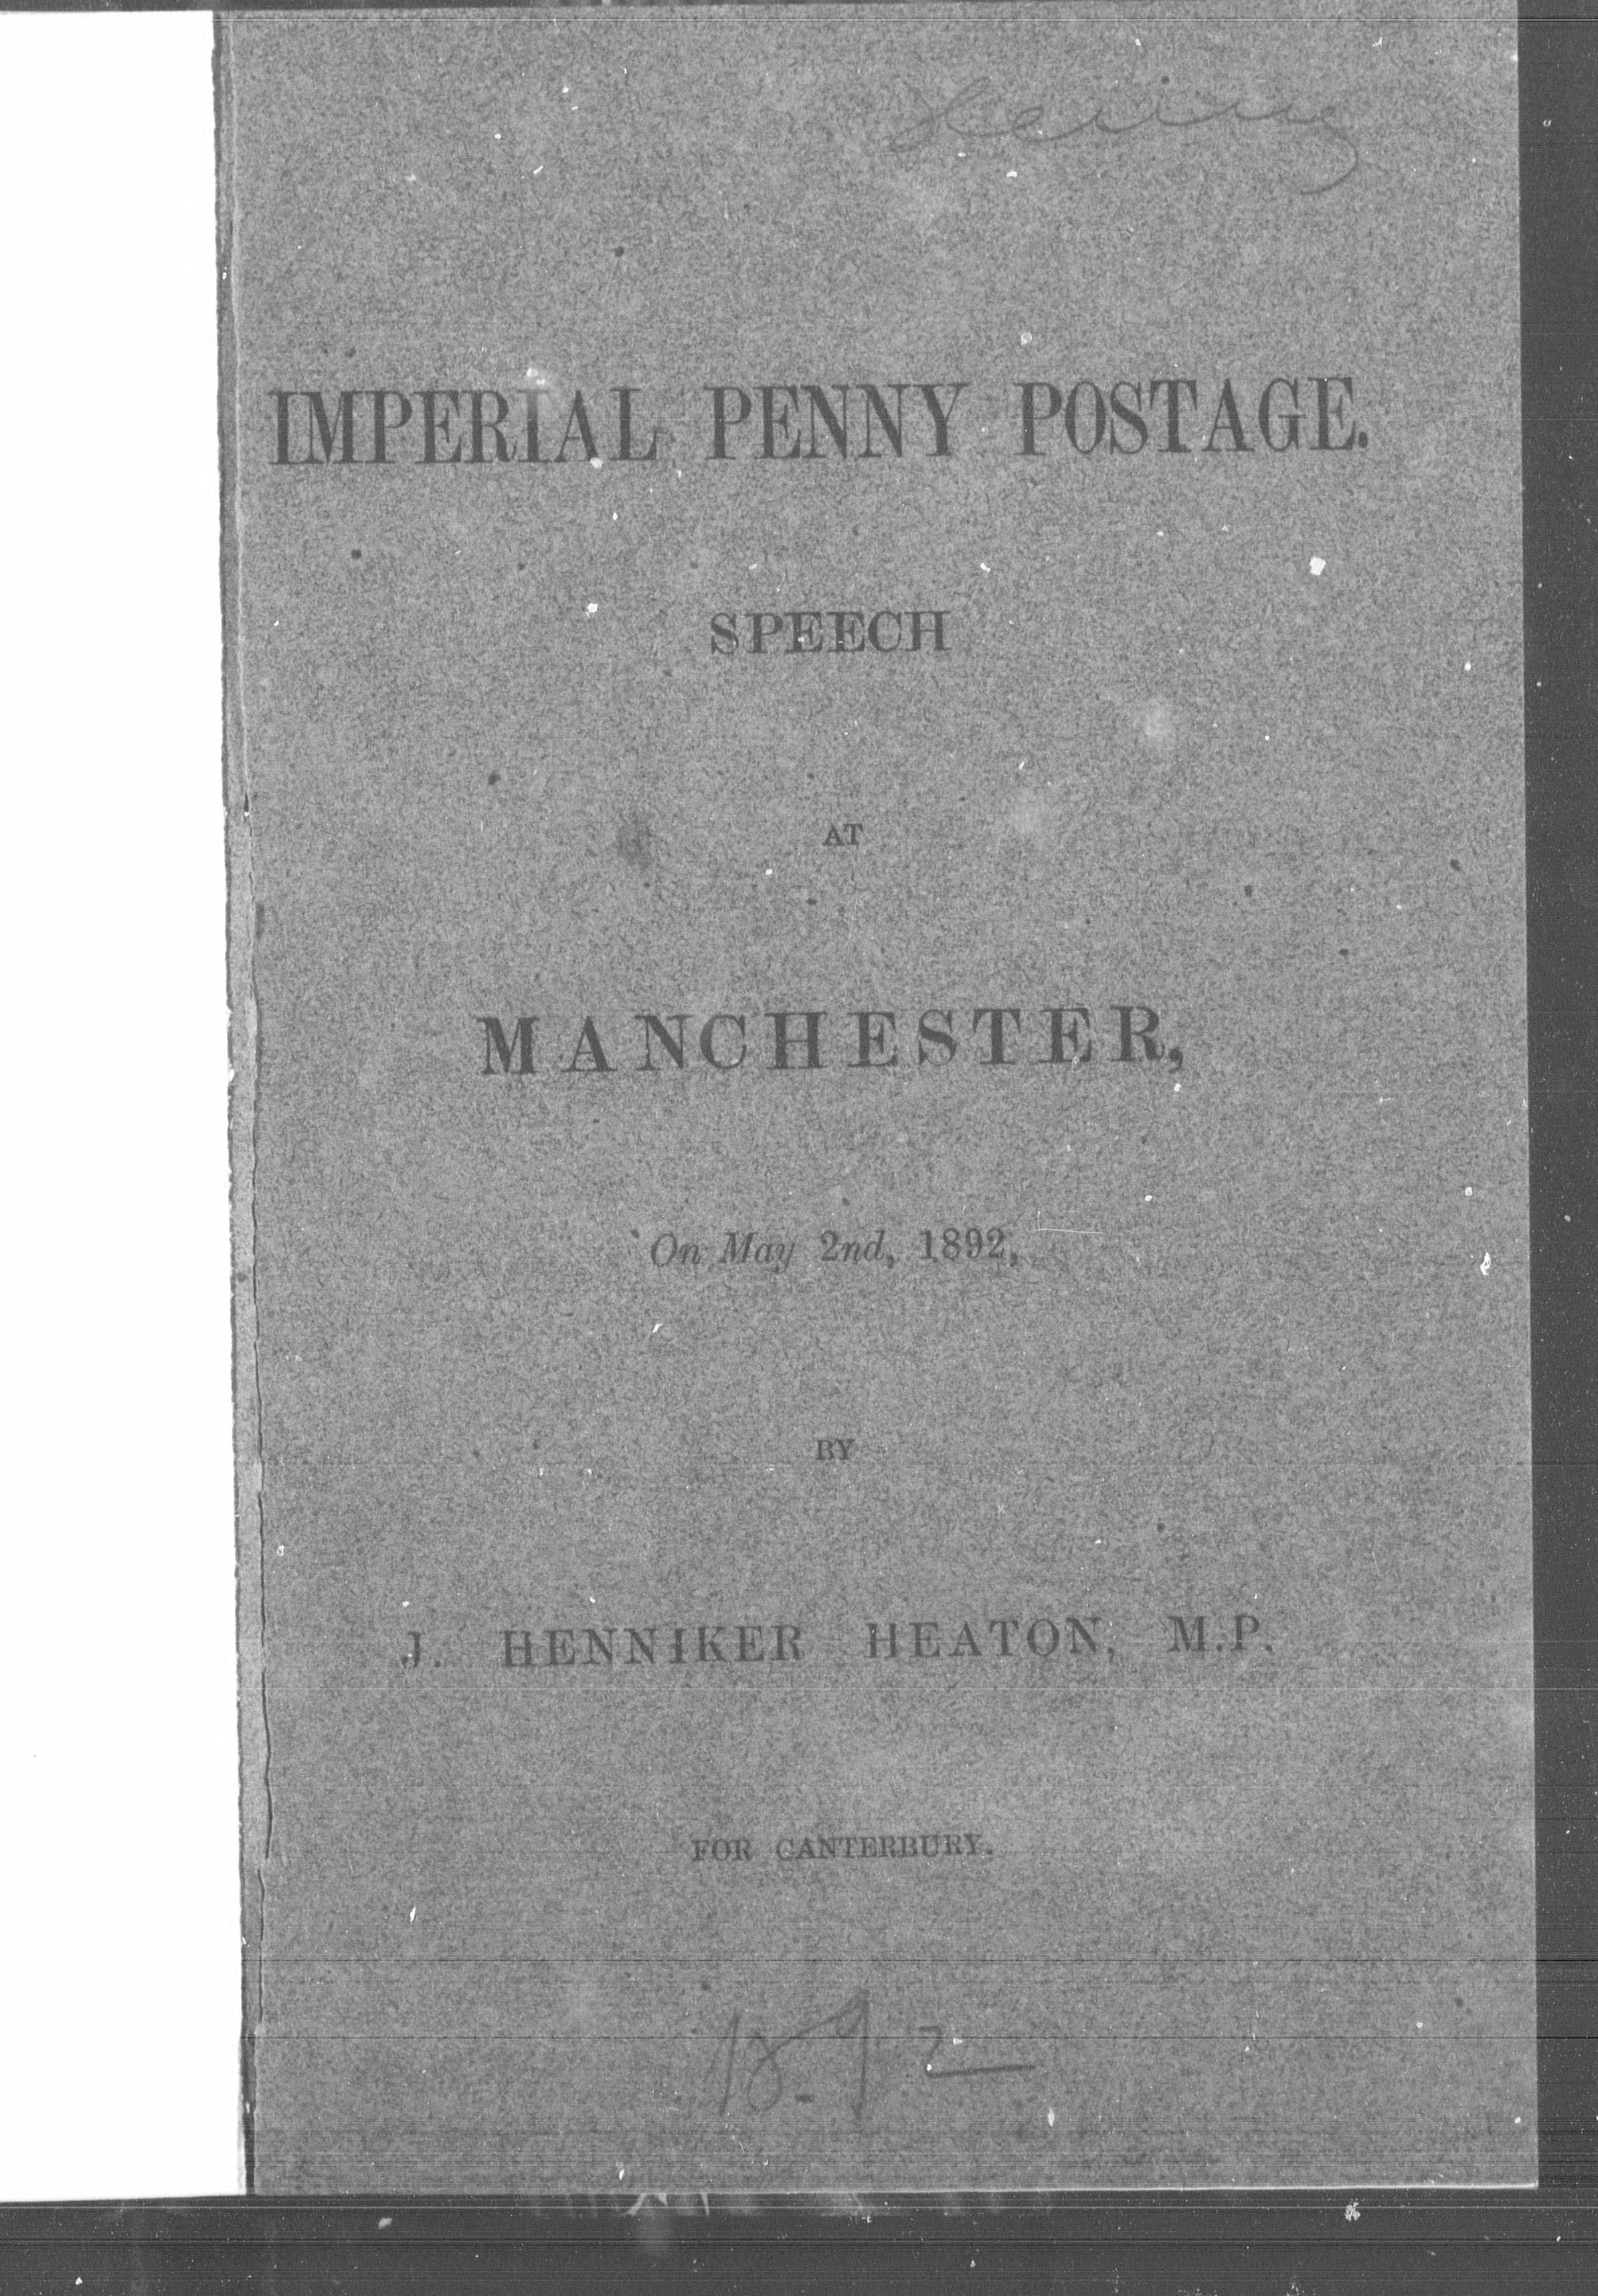 IMPERIAL PENNY POSTAGE.
SPEECH
AT
MANCHESTER,
On May 2nd, 1892,
BY
J. HENNIKER HEATON, M.P.
FOR CANTERBURY.
1892